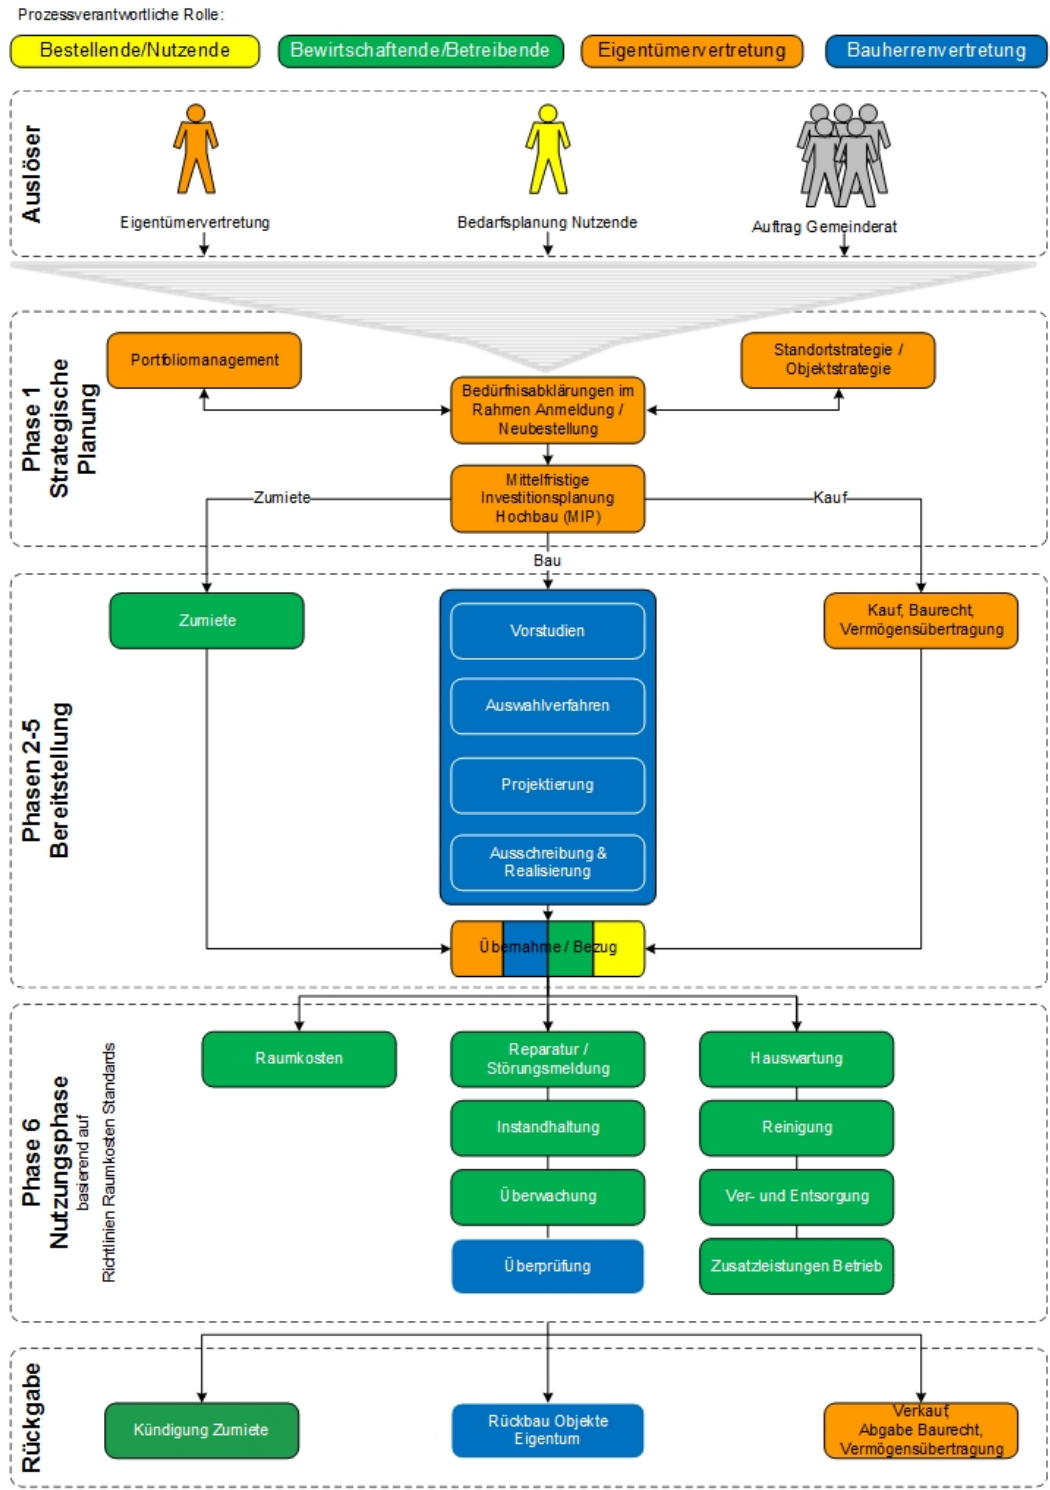 Prozessverantwortliche Rolle:
Bestellende/Nutzende
Bewirtschaftende/Betreibende
Eigentümervertretung
Bauherrenvertretung
Auslöser
Eigentümervertretung
Bedarfsplanung Nutzende
Auftrag Gemeinderat
Phase 1
Strategische
Planung
Portfoliomanagement
Standortstrategie /
Objektstrategie
Bedürfnisabklärungen im
Rahmen Anmeldung /
Neubestellung
Mittelfristige
Investitionsplanung
Hochbau (MIP)
Zumiete
Kauf
Bau
Phasen 2-5
Bereitstellung
Zumiete
Vorstudien
Auswahlverfahren
Projektierung
Ausschreibung &
Realisierung
Kauf, Baurecht,
Vermögensübertragung
Übernahme / Bezug
Phase 6
Nutzungsphase
basierend auf
Richtlinien Raumkosten Standards
Raumkosten
Reparatur /
Störungsmeldung
Instandhaltung
Überwachung
Überprüfung
Hauswartung
Reinigung
Ver- und Entsorgung
Zusatzleistungen Betrieb
Rückgabe
Kündigung Zumiete
Rückbau Objekte
Eigentum
Verkauf,
Abgabe Baurecht,
Vermögensübertragung